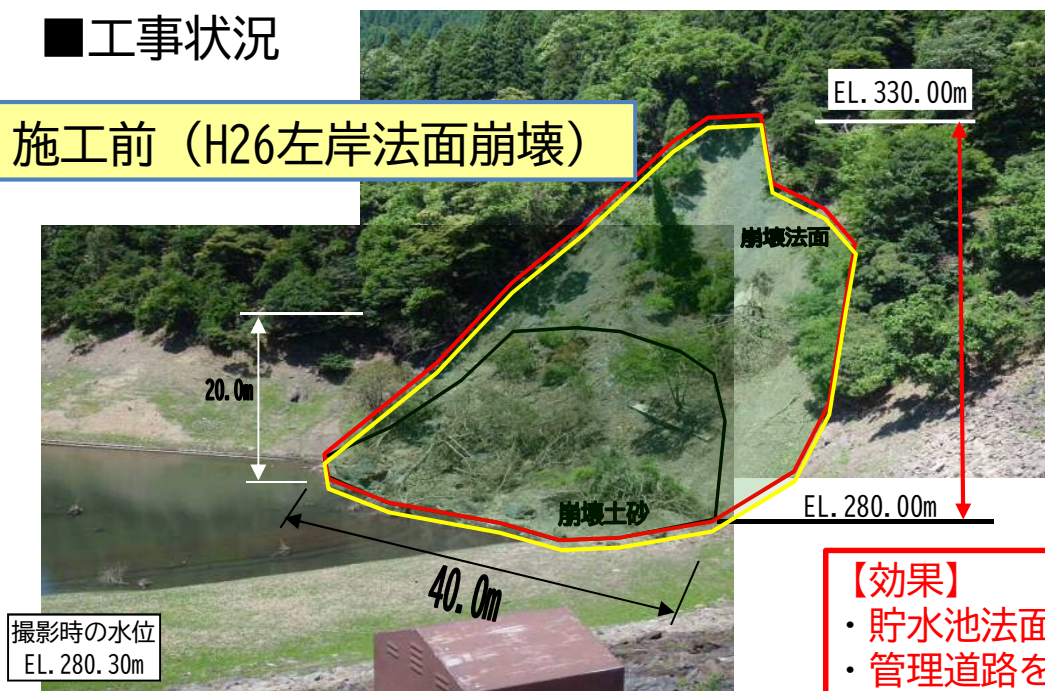 ■工事状況
施工前（H26左岸法面崩壊）
EL.330.00m
崩壊法面
20.0m
崩壊土砂
EL.280.00m
40.0m
撮影時の水位
EL.280.30m
【効果】
・貯水池法面
・管理道路を